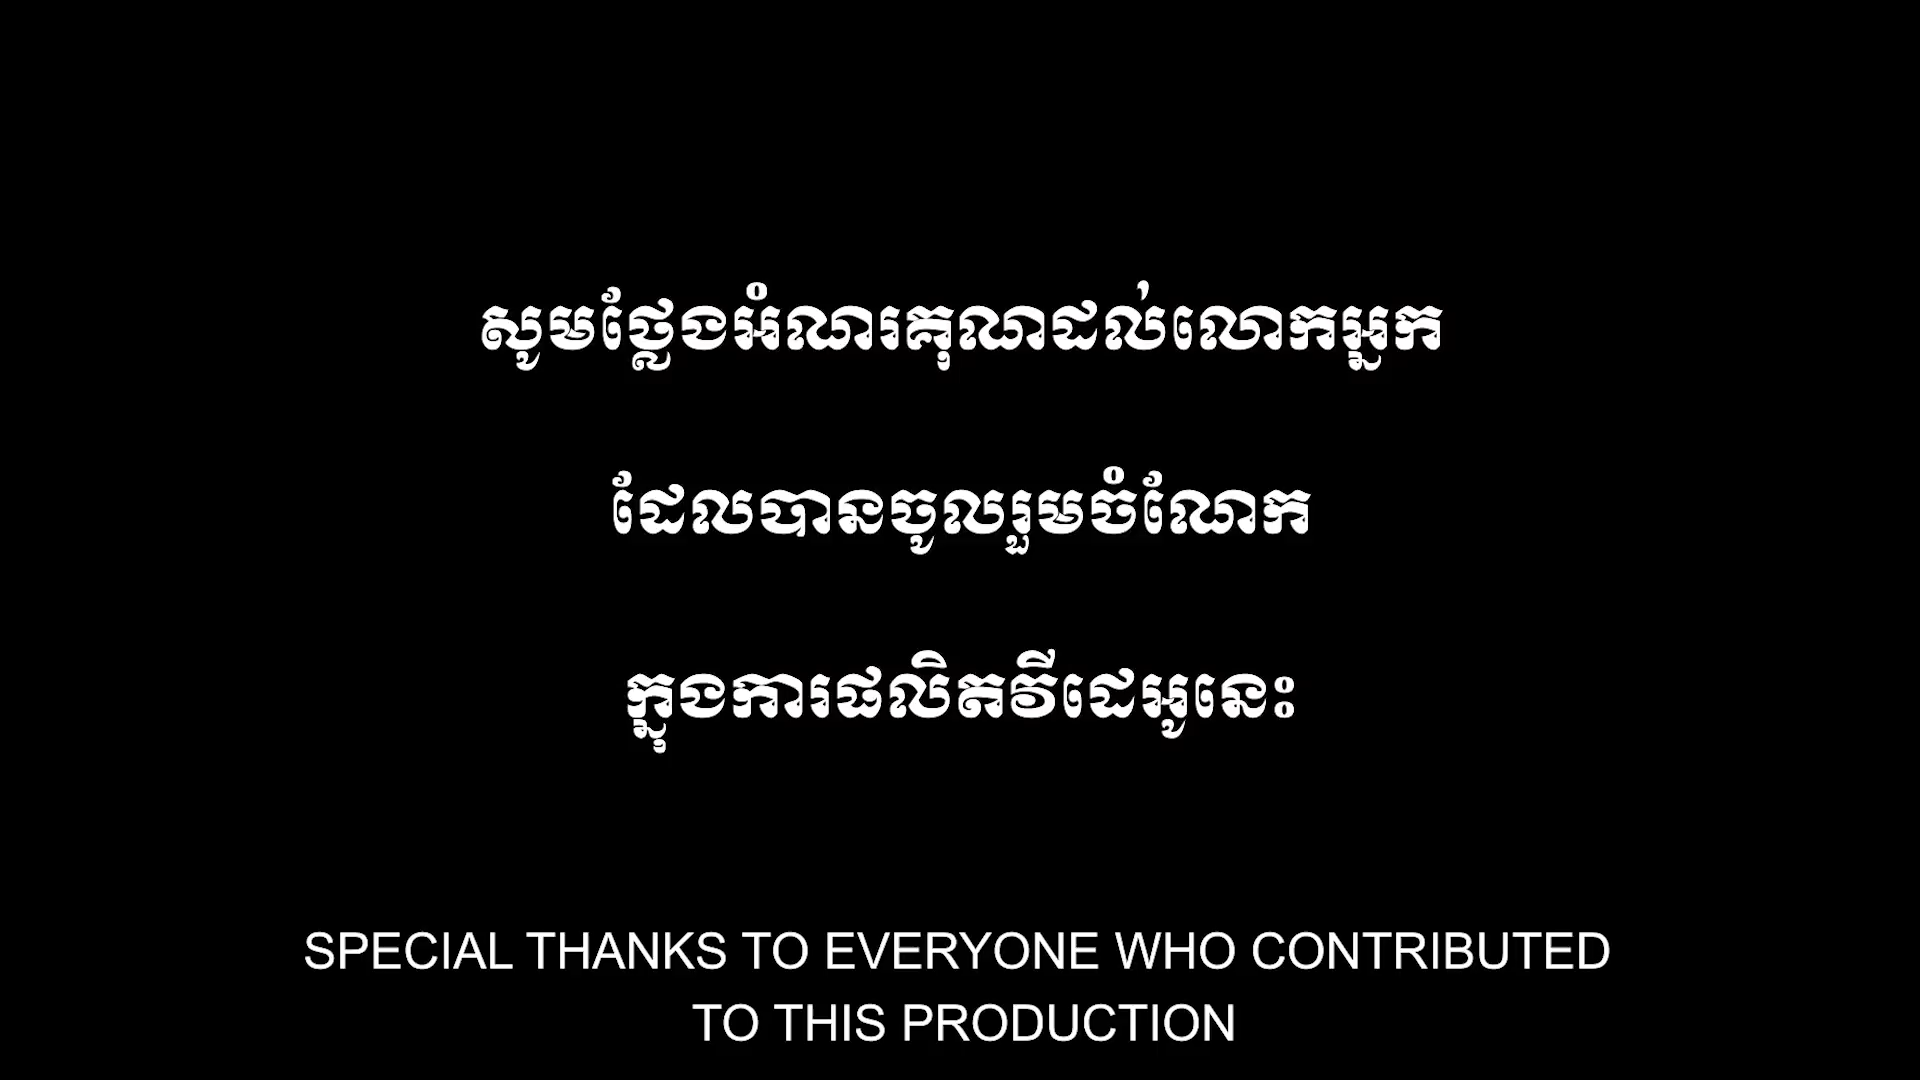 សូមថ្លែងអំណរគុណដល់លោកអ្នក
ដែលបានចូលរួមចំណែក
ក្នុងការផលិតវីដេអូនេះ
SPECIAL THANKS TO EVERYONE WHO CONTRIBUTED
TO THIS PRODUCTION